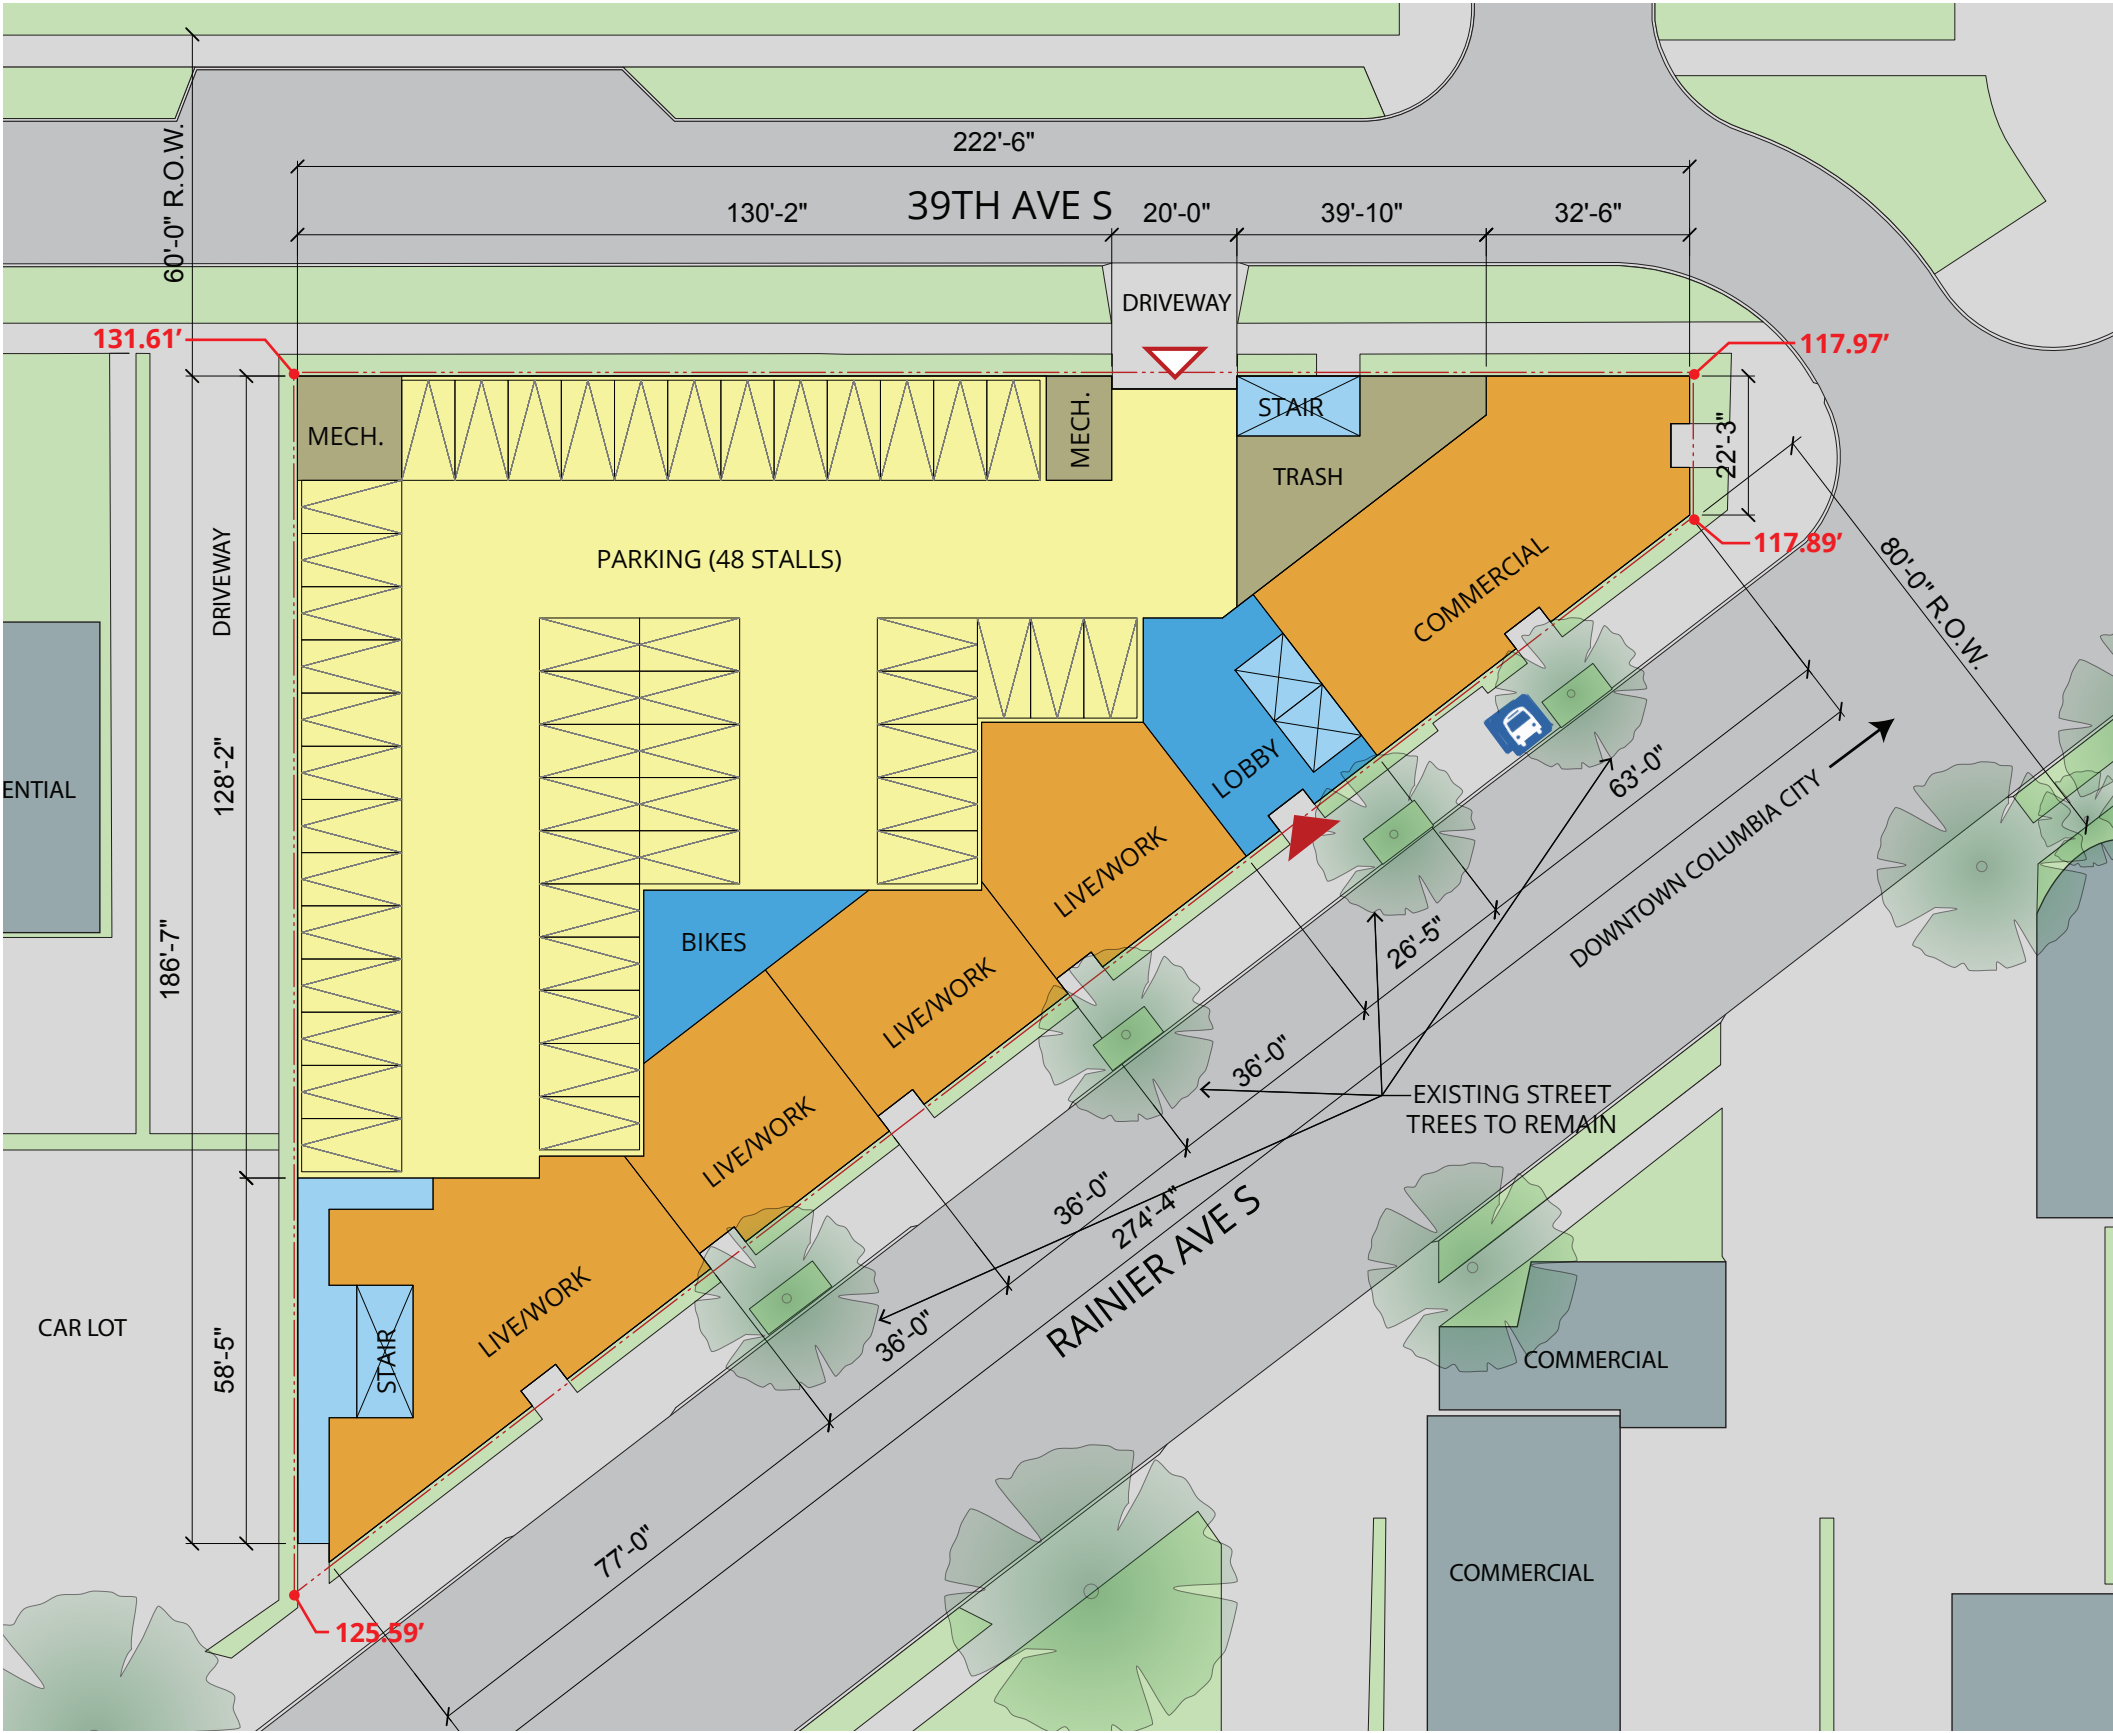 222'-6"
60'-0" R.O.W.
39TH AVE S
130'-2"
20'-0"
39'-10"
32'-6"
DRIVEWAY
131.61’
117.97’
STAIR
MECH.
MECH.
22'-3"
TRASH
117.89’
DRIVEWAY
PARKING (48 STALLS)
COMMERCIAL
80'-0" R.O.W.
LOBBY
63'-0"
128'-2"
ENTIAL
DOWNTOWN COLUMBIA CITY
LIVE/WORK
BIKES
26'-5"
186'-7"
LIVE/WORK
36'-0"
EXISTING STREET
TREES TO REMAIN
LIVE/WORK
36'-0"
274'-4"
RAINIER AVE S
LIVE/WORK
36'-0"
CAR LOT
STAIR
58'-5"
COMMERCIAL
77'-0"
COMMERCIAL
125.59’